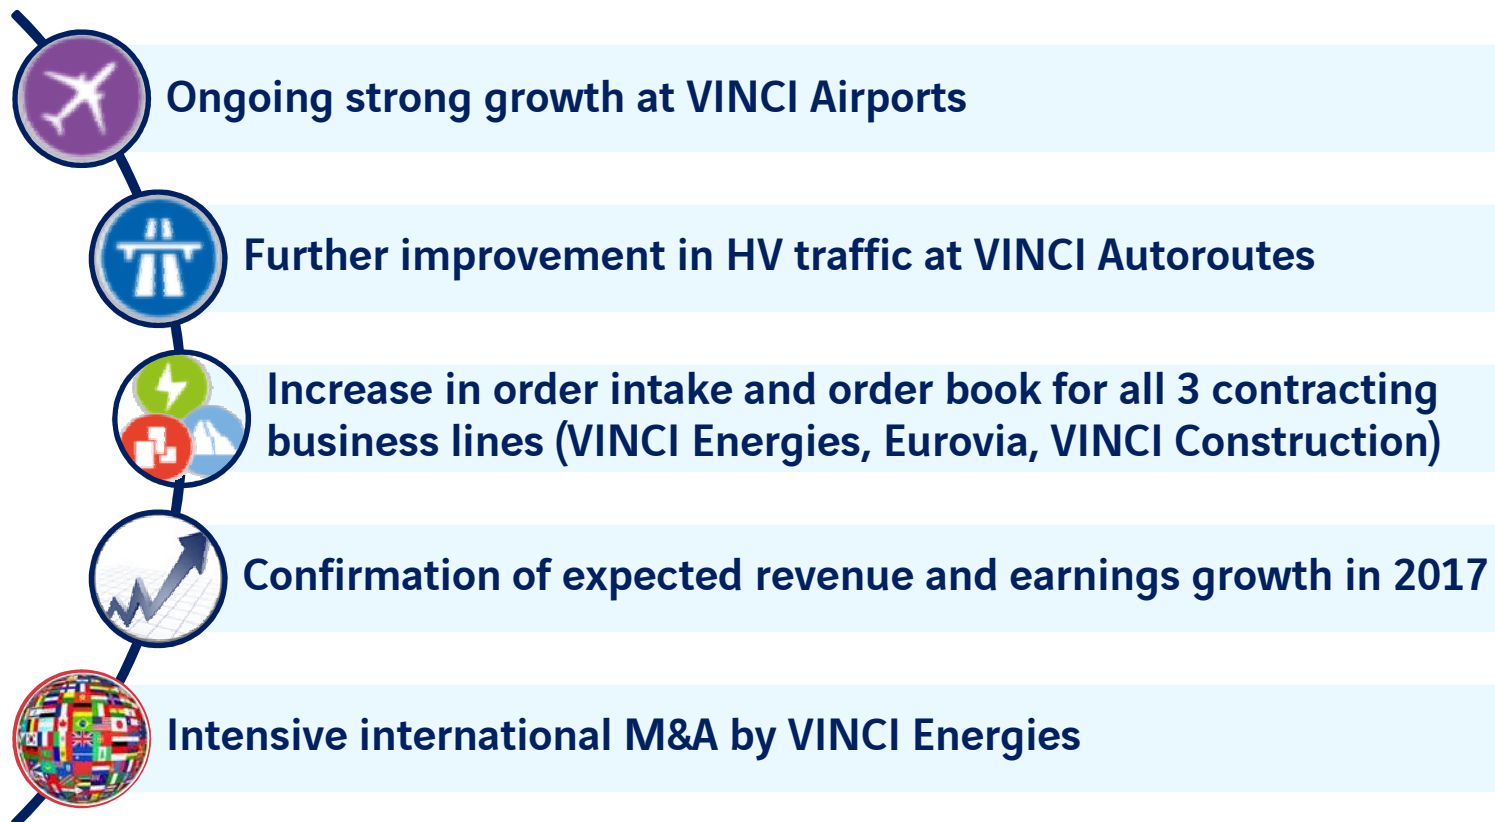 Ongoing strong growth at VINCI Airports
Further improvement in HV traffic at VINCI Autoroutes
Increase in order intake and order book for all 3 contracting
business lines (VINCI Energies, Eurovia, VINCI Construction)
Confirmation of expected revenue and earnings growth in 2017
Intensive international M&A by VINCI Energies